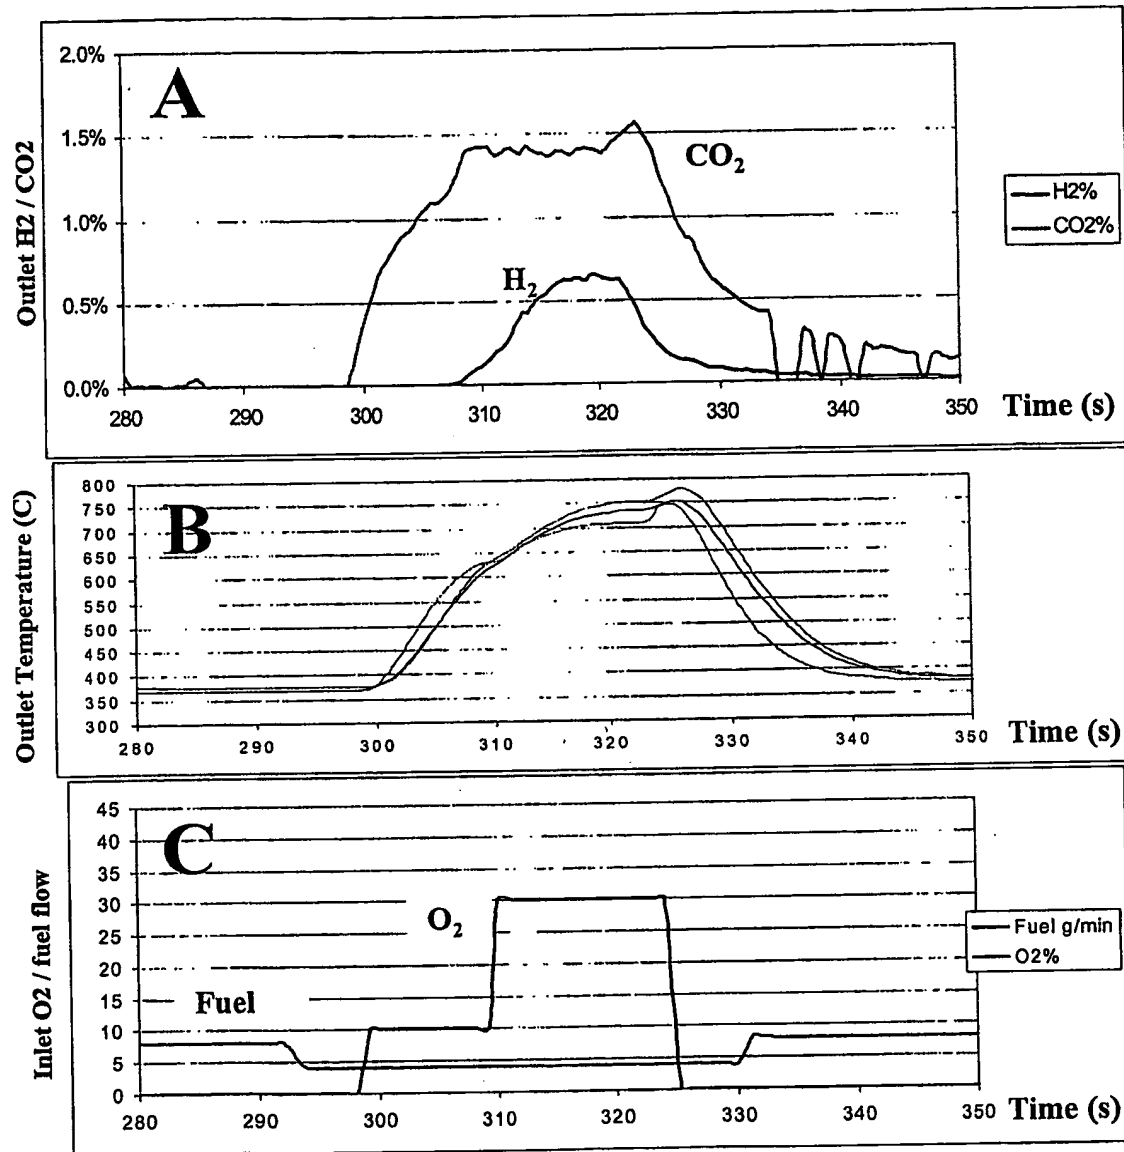 2.0%
A
1.5%
CO2
1.0%
H2
0.5%
0.0%
280 290 300 310 320 330 340 350 Time (s)
Outlet H2 / CO2
H2%
CO2%
B
800
750
700
650
600
550
500
450
400
350
300
280 290 300 310 320 330 340 350 Time (s)
Outlet Temperature (C)
C
45
40
35
30
25
20
15
10
5
0
O2
Fuel
280 290 300 310 320 330 340 350 Time (s)
Inlet O2 / fuel flow
Fuel g/min
O2%